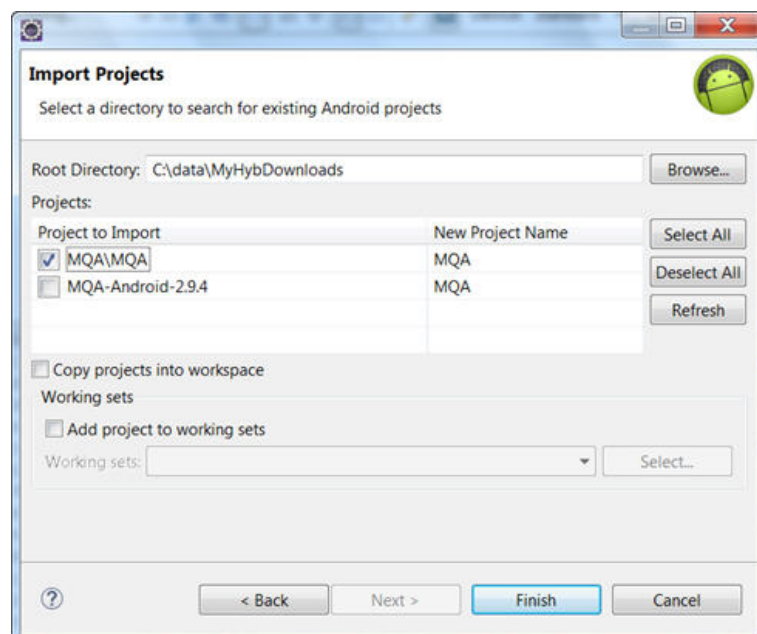 Import Projects
Select a directory to search for existing Android projects
Root Directory: C:\data\MyHybDownloads Browse...
Projects:
Project to Import New Project Name Select All
MQA\MQA MQA
Deselect All
MQA-Android-2.9.4 MQA
Refresh
Copy projects into workspace
Working sets
Add project to working sets
Working sets: Select...
? < Back Next > Finish Cancel